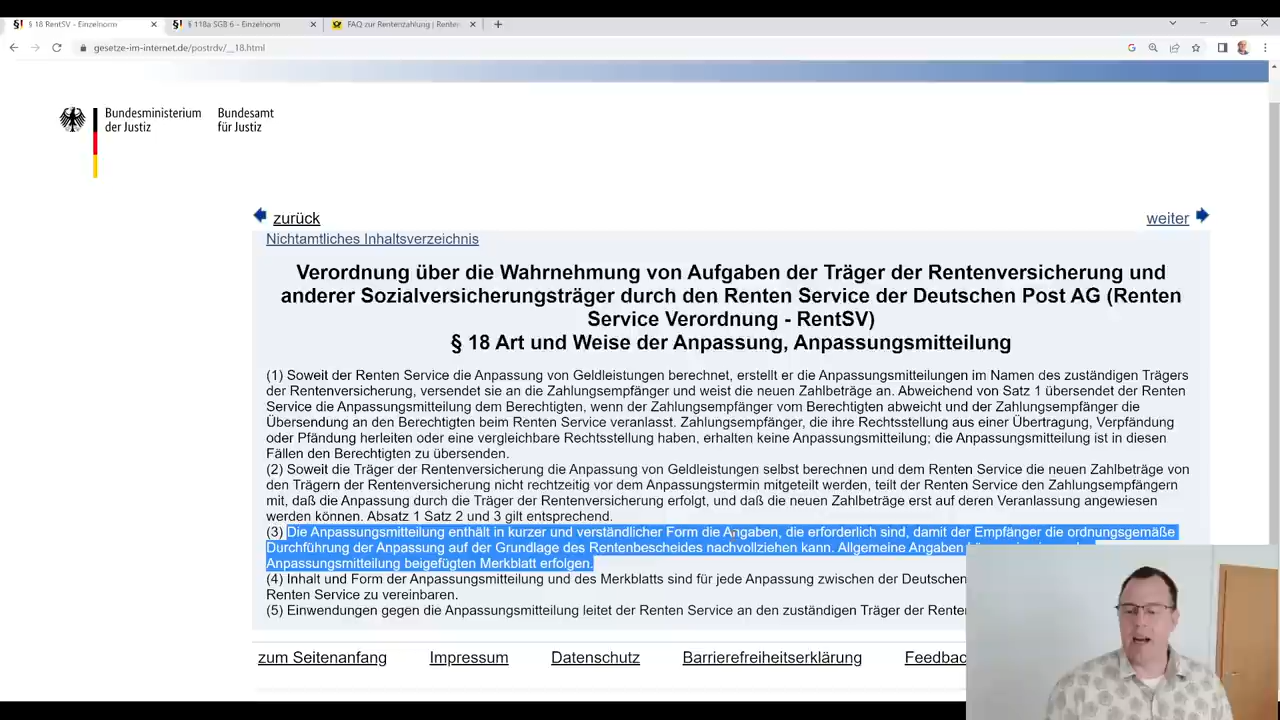 § 18 RentSV – Einzelnorm
§ 118a SGB 6 – Einzelnorm
FAQ zur Rentenzahlung | Renten
gesetze-im-internet.de/postrdv/__18.html
Bundesministerium
der Justiz
Bundesamt
für Justiz
zurück
weiter
Nichtamtliches Inhaltsverzeichnis
Verordnung über die Wahrnehmung von Aufgaben der Träger der Rentenversicherung und
anderer Sozialversicherungsträger durch den Renten Service der Deutschen Post AG (Renten
Service Verordnung - RentSV)
§ 18 Art und Weise der Anpassung, Anpassungsmitteilung
(1) Soweit der Renten Service die Anpassung von Geldleistungen berechnet, erstellt er die Anpassungsmitteilungen im Namen des zuständigen Trägers
der Rentenversicherung, versendet sie an die Zahlungsempfänger und weist die neuen Zahlbeträge an. Abweichend von Satz 1 übersendet der Renten
Service die Anpassungsmitteilung dem Berechtigten, wenn der Zahlungsempfänger vom Berechtigten abweicht und der Zahlungsempfänger die
Übersendung an den Berechtigten beim Renten Service veranlasst. Zahlungsempfänger, die ihre Rechtsstellung aus einer Übertragung, Verpfändung
oder Pfändung herleiten oder eine vergleichbare Rechtsstellung haben, erhalten keine Anpassungsmitteilung; die Anpassungsmitteilung ist in diesen
Fällen den Berechtigten zu übersenden.
(2) Soweit die Träger der Rentenversicherung die Anpassung von Geldleistungen selbst berechnen und dem Renten Service die neuen Zahlbeträge von
den Trägern der Rentenversicherung nicht rechtzeitig vor dem Anpassungstermin mitgeteilt werden, teilt der Renten Service den Zahlungsempfängern
mit, daß die Anpassung durch die Träger der Rentenversicherung erfolgt, und daß die neuen Zahlbeträge erst auf deren Veranlassung angewiesen
werden können. Absatz 1 Satz 2 und 3 gilt entsprechend.
(3) Die Anpassungsmitteilung enthält in kurzer und verständlicher Form die Angaben, die erforderlich sind, damit der Empfänger die ordnungsgemäße
Durchführung der Anpassung auf der Grundlage des Rentenbescheides nachvollziehen kann. Allgemeine Angaben
Anpassungsmitteilung beigefügten Merkblatt erfolgen.
(4) Inhalt und Form der Anpassungsmitteilung und des Merkblatts sind für jede Anpassung zwischen der Deutschen
Renten Service zu vereinbaren.
(5) Einwendungen gegen die Anpassungsmitteilung leitet der Renten Service an den zuständigen Träger der Rente
zum Seitenanfang
Impressum
Datenschutz
Barrierefreiheitserklärung
Feedbac